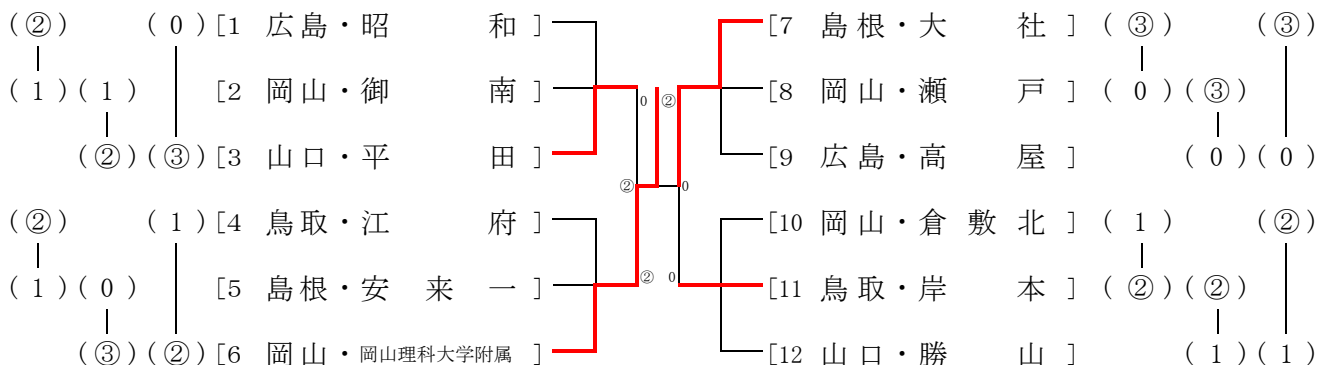 (②) (0)[1 広島・昭和] [7 島根・大社](③) (③)
(1)(1) [2 岡山・御南] 0 ② [8 岡山・瀬戸](0)(③)
(②)(③)[3 山口・平田] [9 広島・高屋] (0)(0)
② 0
(②) (1)[4 鳥取・江府] [10 岡山・倉敷北](1) (②)
(1)(0) [5 島根・安来一] ② 0 [11 鳥取・岸本](②)(②)
(③)(②)[6 岡山・岡山理科大学附属] [12 山口・勝山] (1)(1)